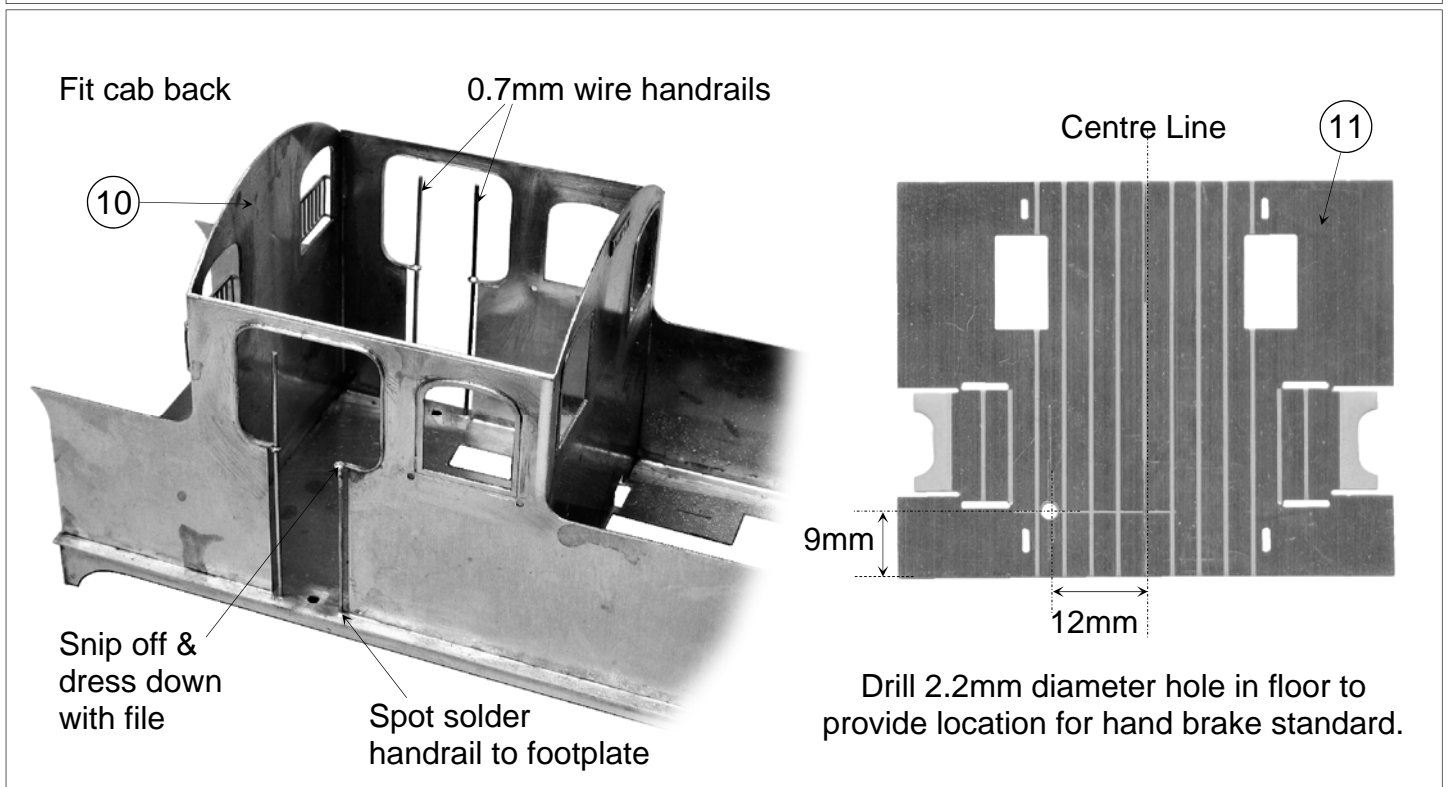 Fit cab back
0.7mm wire handrails
10
Snip off &
dress down
with file
Spot solder
handrail to footplate
Centre Line
11
9mm
12mm
Drill 2.2mm diameter hole in floor to
provide location for hand brake standard.